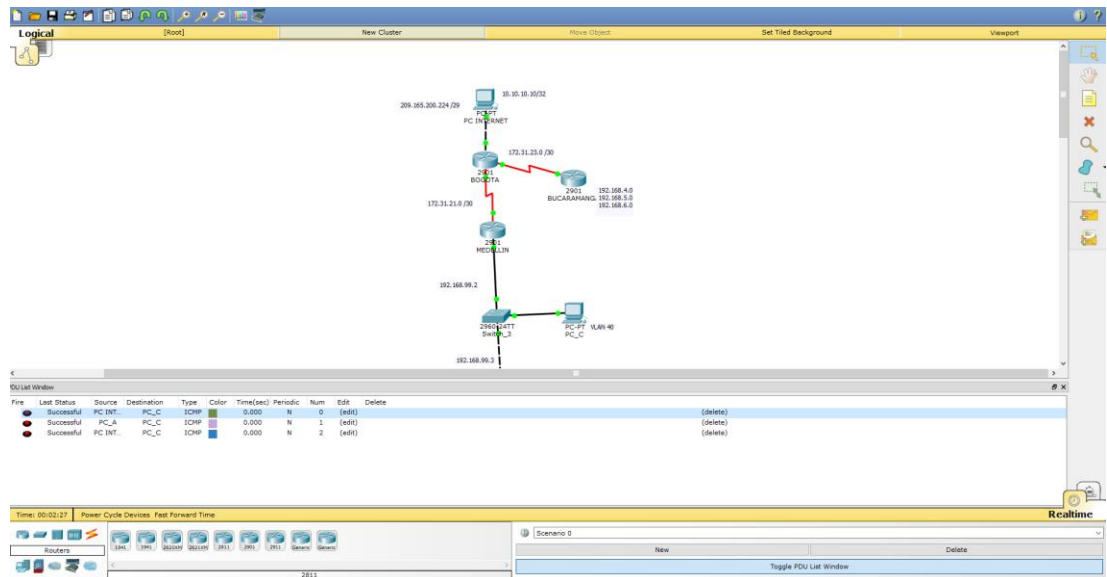 Logical
[Root]
New Cluster
Move Object
Set Tiled Background
Viewport
10.10.10.10/32
209.165.200.224 /29
PC-PT
PC INTERNET
172.31.23.0 /30
2901
BOGOTA
2901
BUCARAMANG
192.168.4.0
192.168.5.0
192.168.6.0
172.31.21.0 /30
2901
MEDELLIN
192.168.99.2
2960-24TT
Switch_3
PC-PT
PC_C
VLAN 40
192.168.99.3
PDU List Window
Fire Last Status Source Destination Type Color Time(sec) Periodic Num Edit Delete
Successful PC INT... PC_C ICMP 0.000 N 0 (edit) (delete)
Successful PC_A PC_C ICMP 0.000 N 1 (edit) (delete)
Successful PC INT... PC_C ICMP 0.000 N 2 (edit) (delete)
Time: 00:02:27 Power Cycle Devices Fast Forward Time
Realtime
Routers
1841 1941 2620XM 2621XM 2811 2901 2911 Generic Generic
2811
Scenario 0
New Delete
Toggle PDU List Window